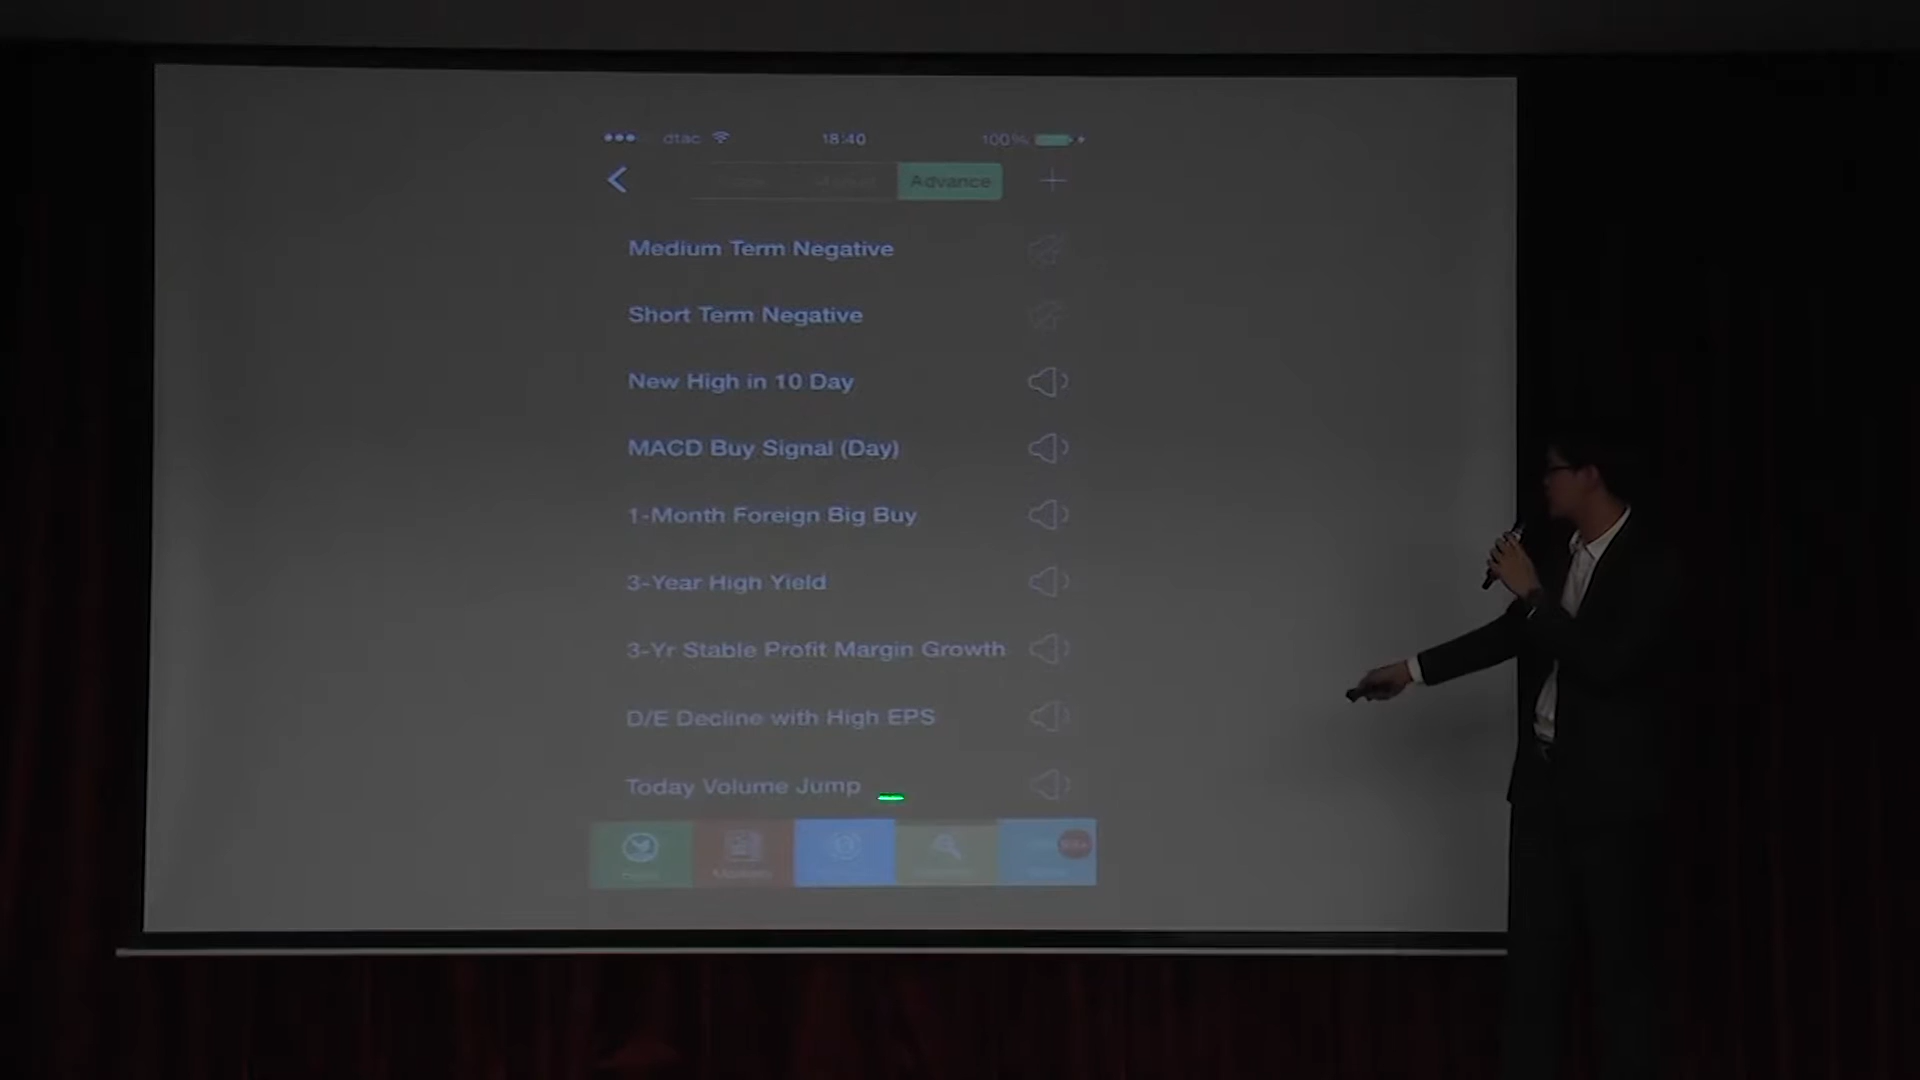 dtac 18:40 100%
Advance
Medium Term Negative
Short Term Negative
New High in 10 Day
MACD Buy Signal (Day)
1-Month Foreign Big Buy
3-Year High Yield
3-Yr Stable Profit Margin Growth
D/E Decline with High EPS
Today Volume Jump